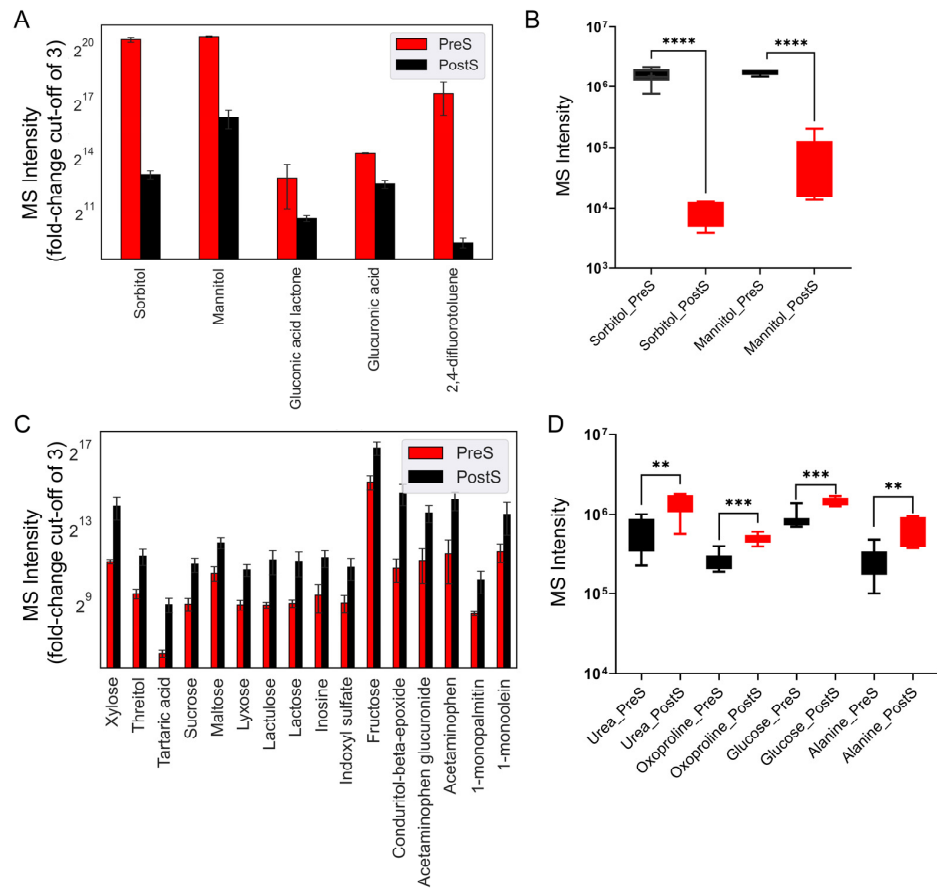 A
MS Intensity
(fold-change cut-off of 3)
2^20
2^17
2^14
2^11
PreS
PostS
Sorbitol
Mannitol
Gluconic acid lactone
Glucuronic acid
2,4-difluorotoluene
B
MS Intensity
10^7
10^6
10^5
10^4
10^3
****
****
Sorbitol_PreS
Sorbitol_PostS
Mannitol_PreS
Mannitol_PostS
C
MS Intensity
(fold-change cut-off of 3)
2^17
2^13
2^9
PreS
PostS
Xylose
Threitol
Tartaric acid
Sucrose
Maltose
Lyxose
Lactulose
Lactose
Inosine
Indoxyl sulfate
Fructose
Conduritol-beta-epoxide
Acetaminophen glucuronide
Acetaminophen
1-monopalmitin
1-monoolein
D
MS Intensity
10^7
10^6
10^5
10^4
**
***
***
**
Urea_PreS
Urea_PostS
Oxoproline_PreS
Oxoproline_PostS
Glucose_PreS
Glucose_PostS
Alanine_PreS
Alanine_PostS